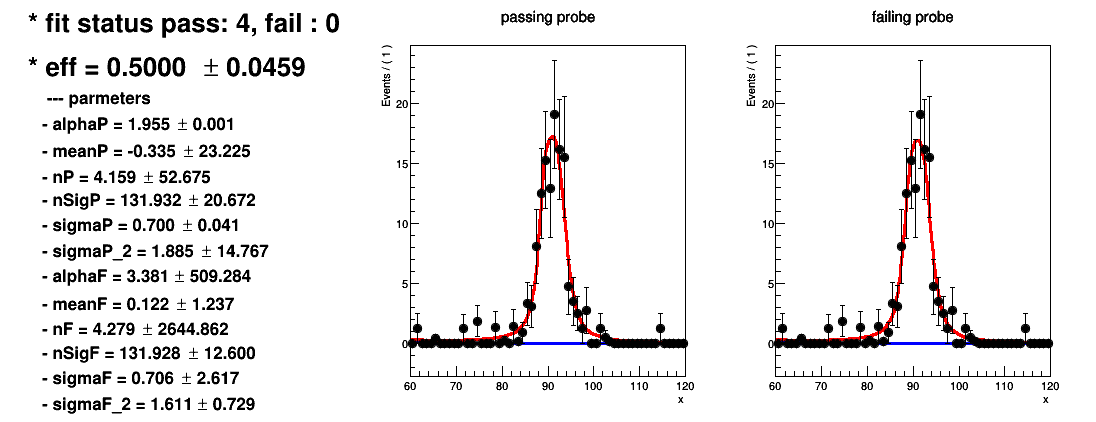 * fit status pass: 4, fail : 0
* eff = 0.5000 ± 0.0459
--- parmeters
- alphaP = 1.955 ± 0.001
- meanP = -0.335 ± 23.225
- nP = 4.159 ± 52.675
- nSigP = 131.932 ± 20.672
- sigmaP = 0.700 ± 0.041
- sigmaP_2 = 1.885 ± 14.767
- alphaF = 3.381 ± 509.284
- meanF = 0.122 ± 1.237
- nF = 4.279 ± 2644.862
- nSigF = 131.928 ± 12.600
- sigmaF = 0.706 ± 2.617
- sigmaF_2 = 1.611 ± 0.729
passing probe
Events / ( 1 )
20
15
10
5
0
60 70 80 90 100 110 120
x
failing probe
Events / ( 1 )
20
15
10
5
0
60 70 80 90 100 110 120
x